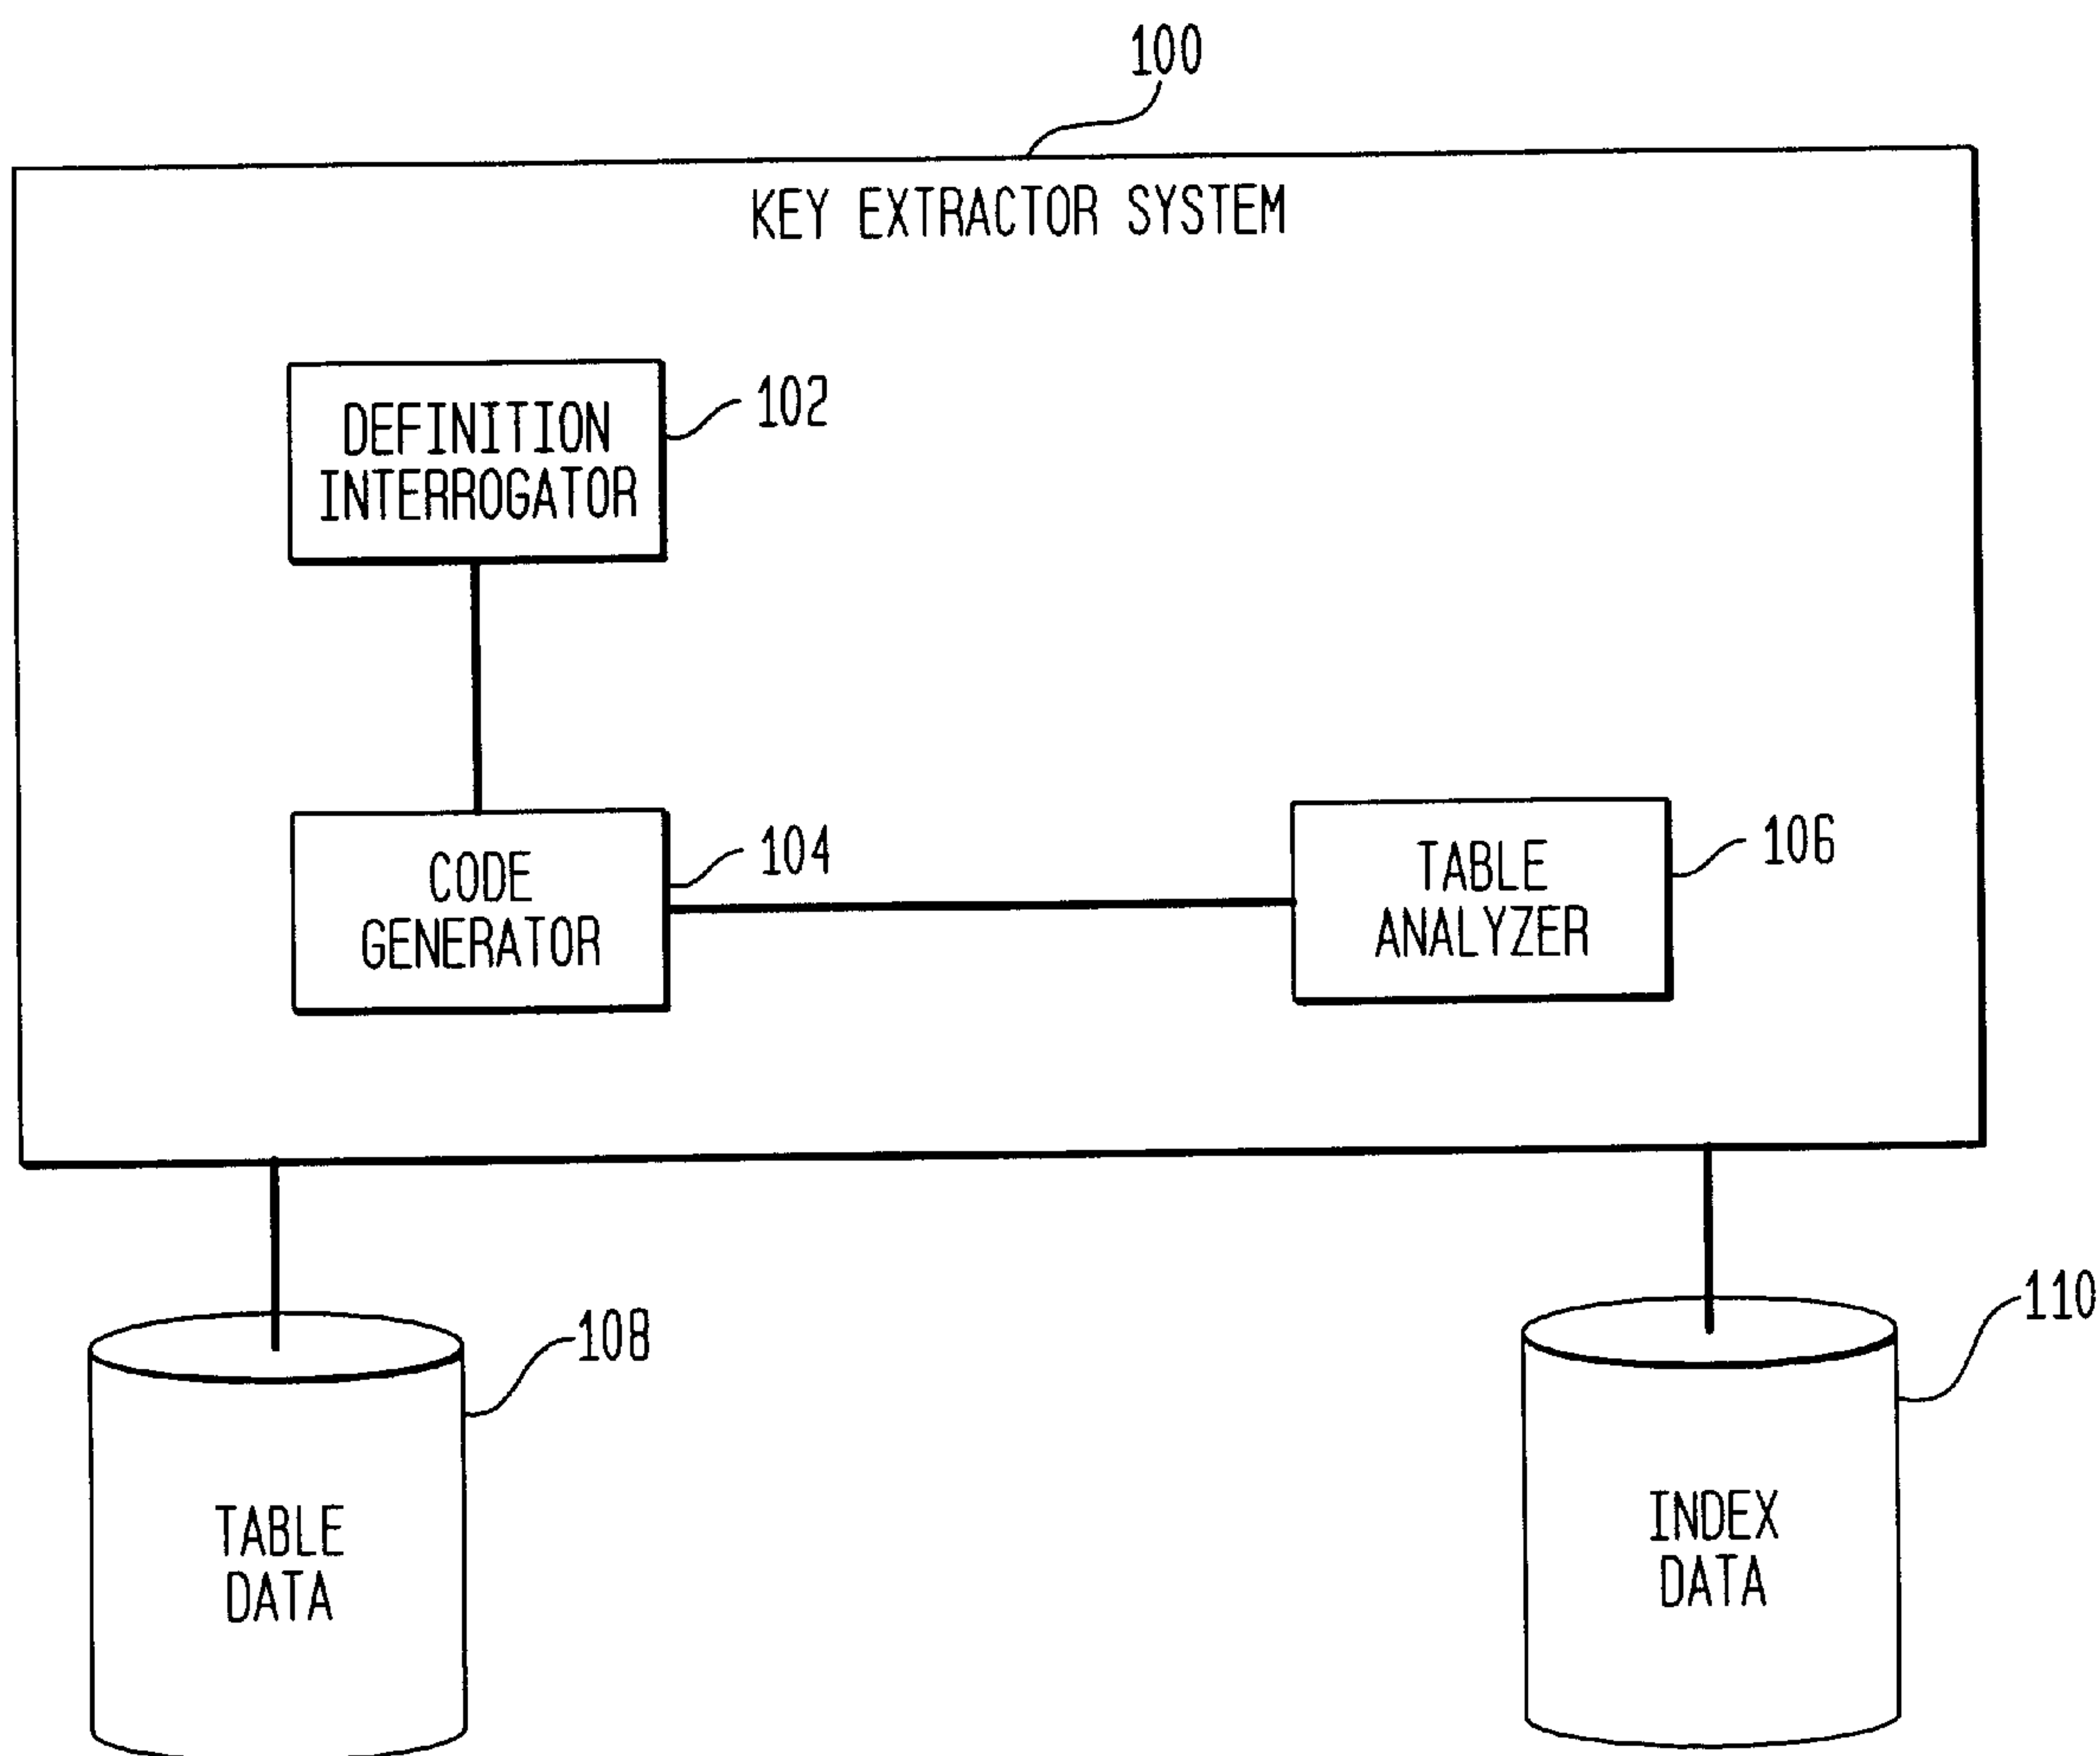 100
KEY EXTRACTOR SYSTEM
DEFINITION
INTERROGATOR
102
CODE
GENERATOR
104
TABLE
ANALYZER
106
TABLE
DATA
108
INDEX
DATA
110